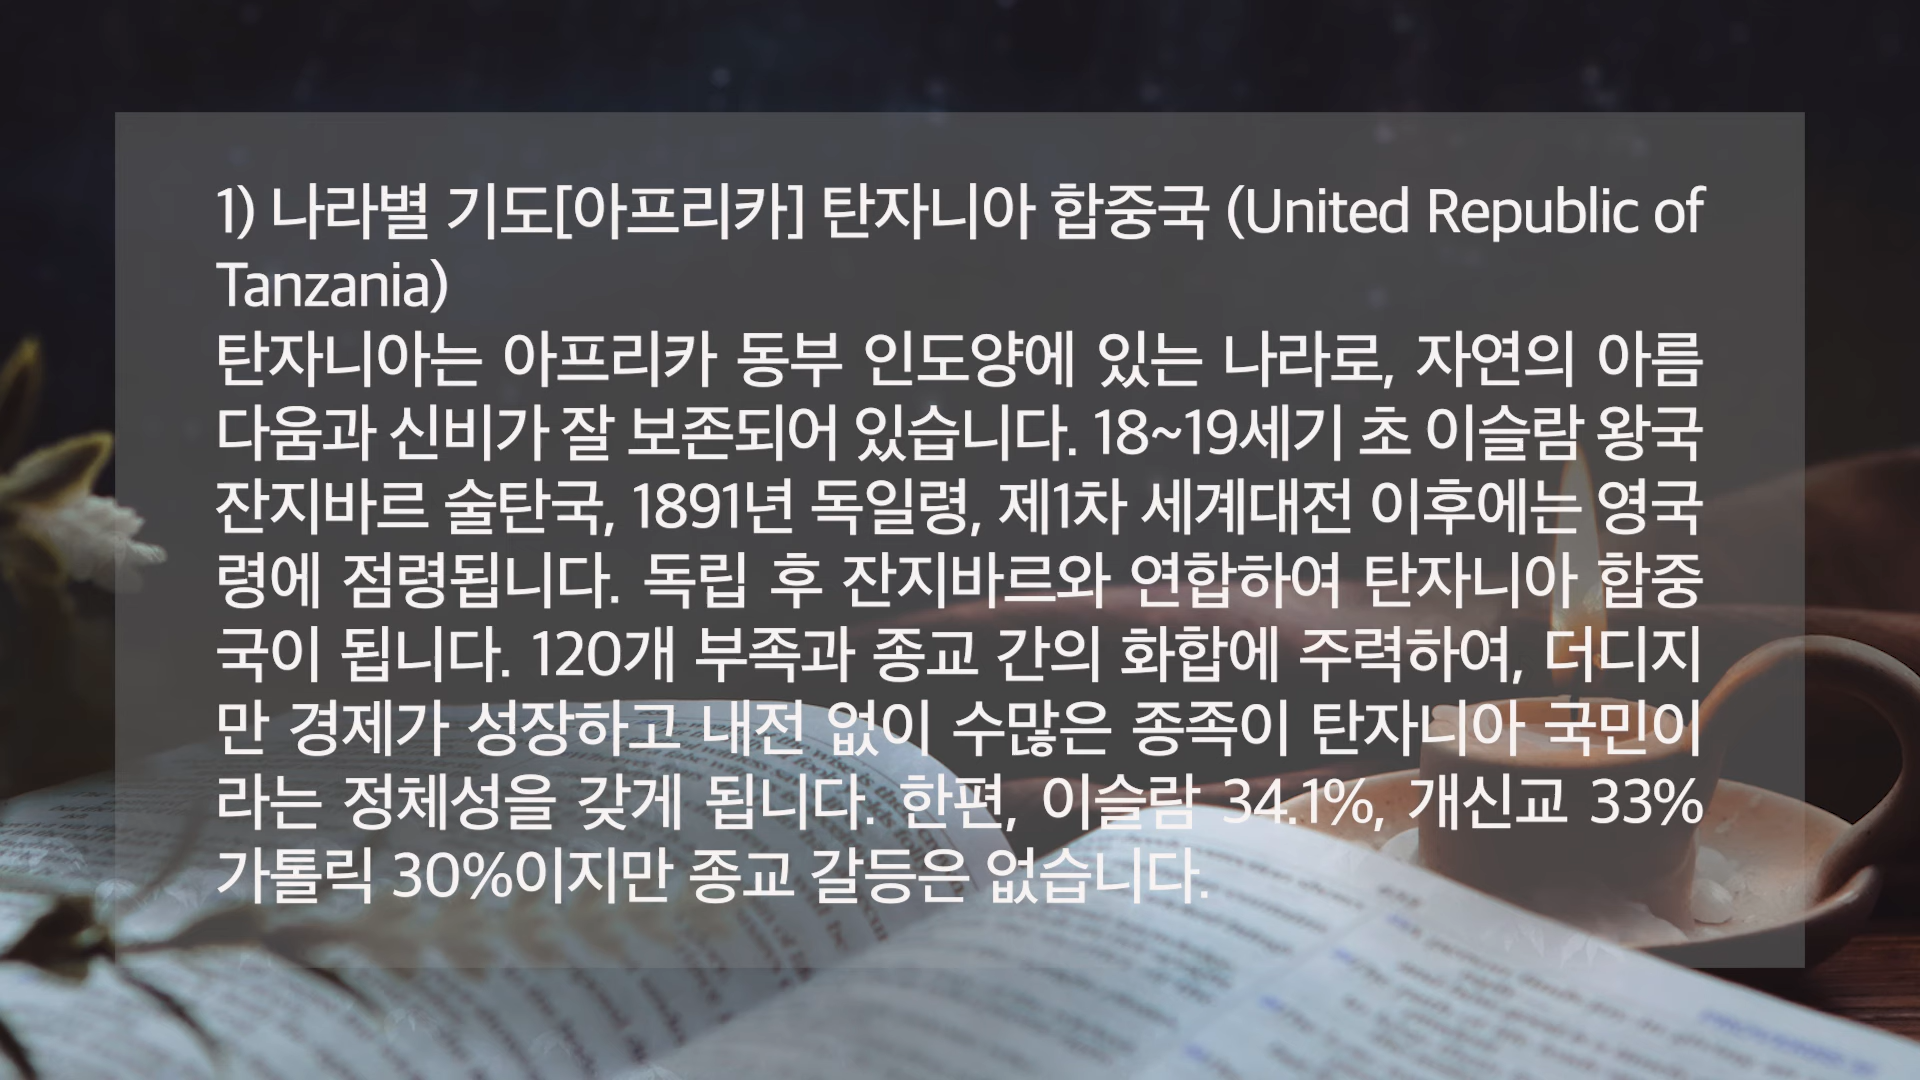 1) 나라별 기도[아프리카] 탄자니아 합중국 (United Republic of
Tanzania)
탄자니아는 아프리카 동부 인도양에 있는 나라로, 자연의 아름
다움과 신비가 잘 보존되어 있습니다. 18~19세기 초 이슬람 왕국
잔지바르 술탄국, 1891년 독일령, 제1차 세계대전 이후에는 영국
령에 점령됩니다. 독립 후 잔지바르와 연합하여 탄자니아 합중
국이 됩니다. 120개 부족과 종교 간의 화합에 주력하여, 더디지
만 경제가 성장하고 내전 없이 수많은 종족이 탄자니아 국민이
라는 정체성을 갖게 됩니다. 한편, 이슬람 34.1%, 개신교 33%
가톨릭 30%이지만 종교 갈등은 없습니다.